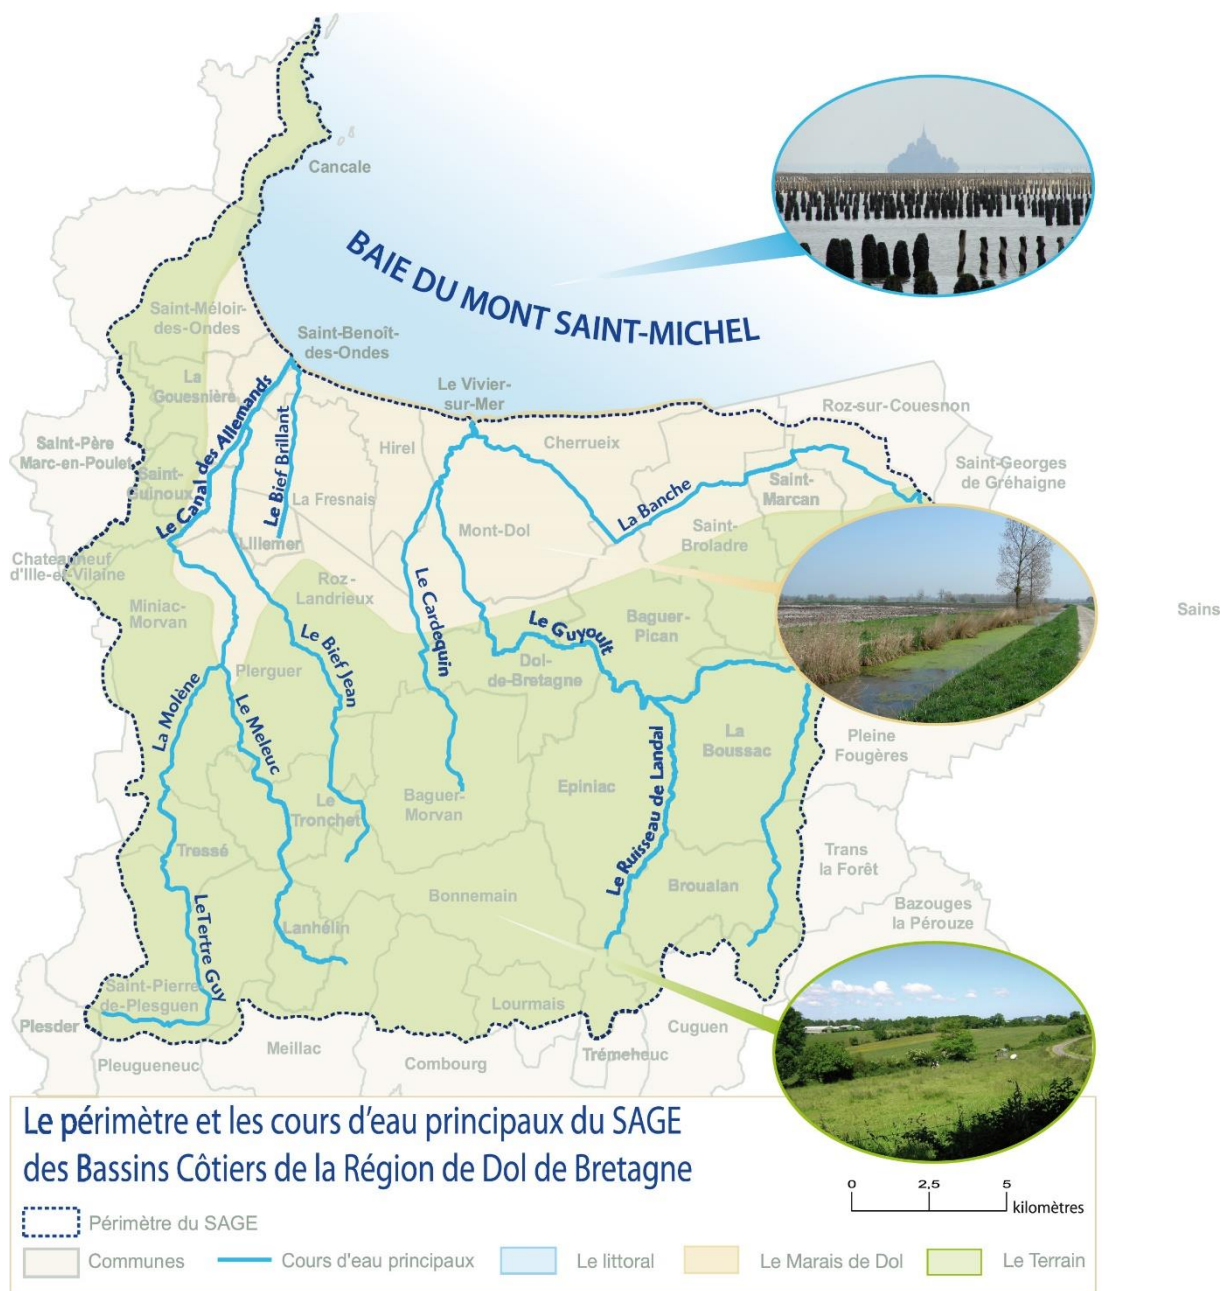 Cancale
BAIE DU MONT SAINT-MICHEL
Saint-Méloir-
des-Ondes
Saint-Benoît-
des-Ondes
La
Gouesnière
Le Vivier-
sur-Mer
Roz-sur-Couesnon
Saint-Père
Marc-en-Poulet
Le Canal des Allemands
Le Bief Brillant
Hirel
Cherrueix
Saint-Georges
de Gréhaigne
Saint-
Guinoux
La Fresnais
La Banche
Saint-
Marcan
Mont-Dol
Saint-
Broladre
Lillemer
Chateauneuf
d'Ille-et-Vilaine
Roz-
Landrieux
Miniac-
Morvan
Le Cardequin
Baguer-
Pican
Sains
Le Guyoult
Le Bief Jean
Plerguer
Dol-
de-Bretagne
La Molène
Le Meleuc
La
Boussac
Pleine
Fougères
Le Ruisseau de Landal
Epiniac
Le
Tronchet
Baguer-
Morvan
Tressé
Trans
la Forêt
Broualan
Bonnemain
Bazouges
la Pérouze
LeTertre Guy
Lanhélin
Saint-Pierre
de-Plesguen
Lourmais
Plesder
Cuguen
Meillac
Pleugueneuc
Combourg
Trémeheuc
Le périmètre et les cours d'eau principaux du SAGE
des Bassins Côtiers de la Région de Dol de Bretagne
0 2,5 5
kilomètres
Périmètre du SAGE
Communes Cours d'eau principaux Le littoral Le Marais de Dol Le Terrain